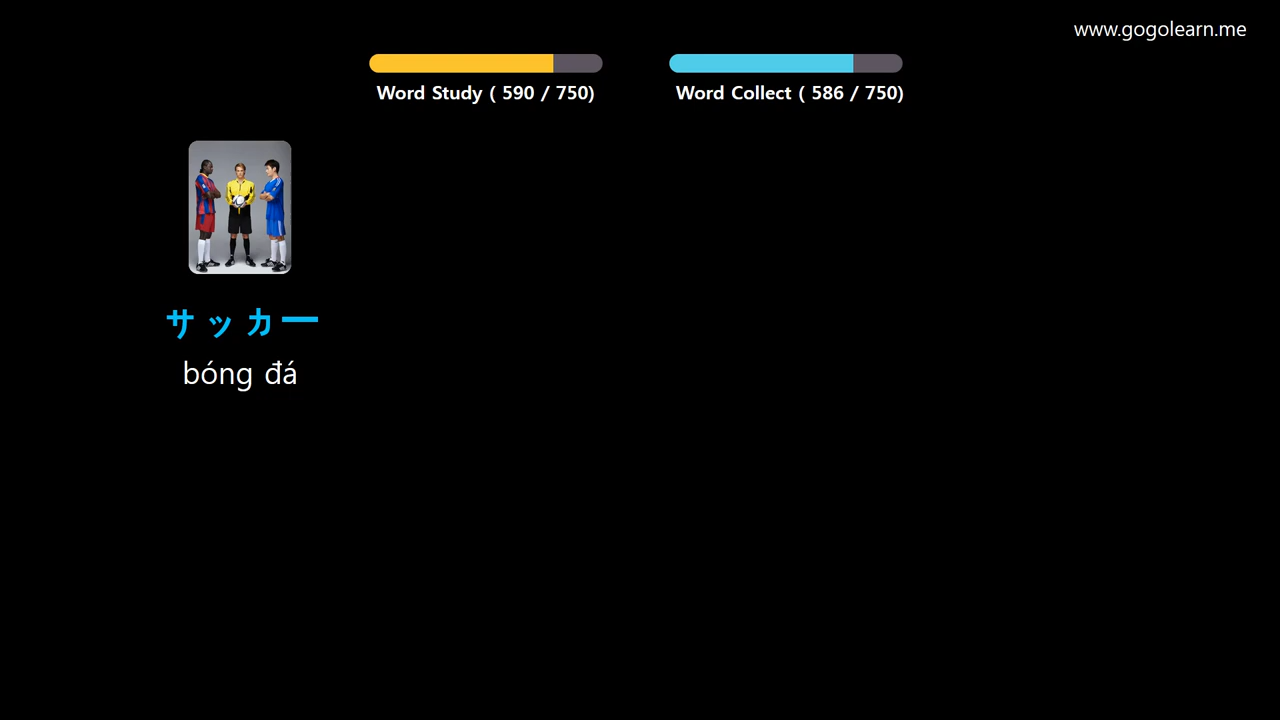 www.gogolearn.me
Word Study ( 590 / 750)
Word Collect ( 586 / 750)
サッカー
bóng đá